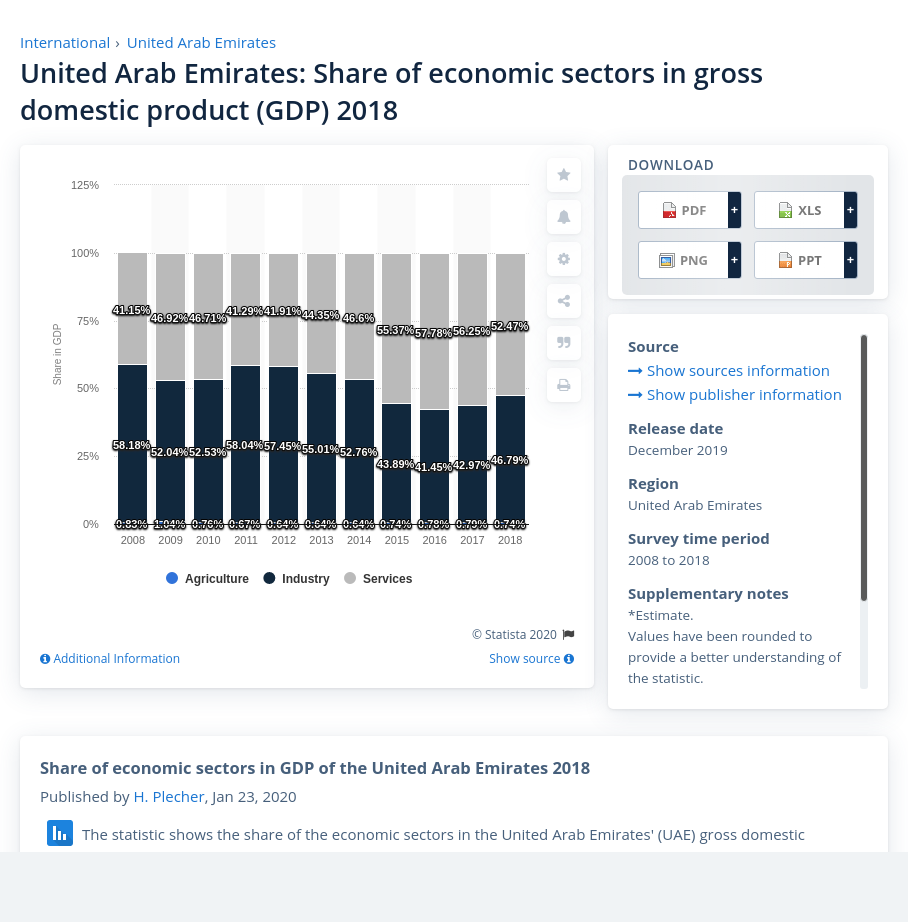 International › United Arab Emirates
United Arab Emirates: Share of economic sectors in gross
domestic product (GDP) 2018
125%
100%
75%
50%
25%
0%
Share in GDP
41.15% 46.92% 46.71% 41.29% 41.91% 44.35% 46.6% 55.37% 57.78% 56.25% 52.47%
58.18% 52.04% 52.53% 58.04% 57.45% 55.01% 52.76% 43.89% 41.45% 42.97% 46.79%
0.83% 1.04% 0.76% 0.67% 0.64% 0.64% 0.64% 0.74% 0.78% 0.79% 0.74%
2008 2009 2010 2011 2012 2013 2014 2015 2016 2017 2018
Agriculture Industry Services
© Statista 2020
Additional Information
Show source
DOWNLOAD
PDF + XLS +
PNG + PPT +
Source
Show sources information
Show publisher information
Release date
December 2019
Region
United Arab Emirates
Survey time period
2008 to 2018
Supplementary notes
*Estimate.
Values have been rounded to
provide a better understanding of
the statistic.
Share of economic sectors in GDP of the United Arab Emirates 2018
Published by H. Plecher, Jan 23, 2020
The statistic shows the share of the economic sectors in the United Arab Emirates' (UAE) gross domestic